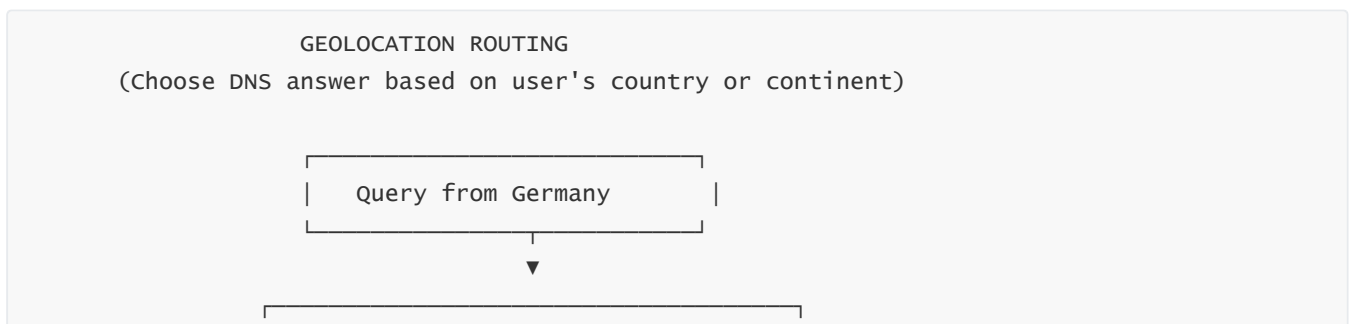 GEOLOCATION ROUTING
(Choose DNS answer based on user's country or continent)
Query from Germany